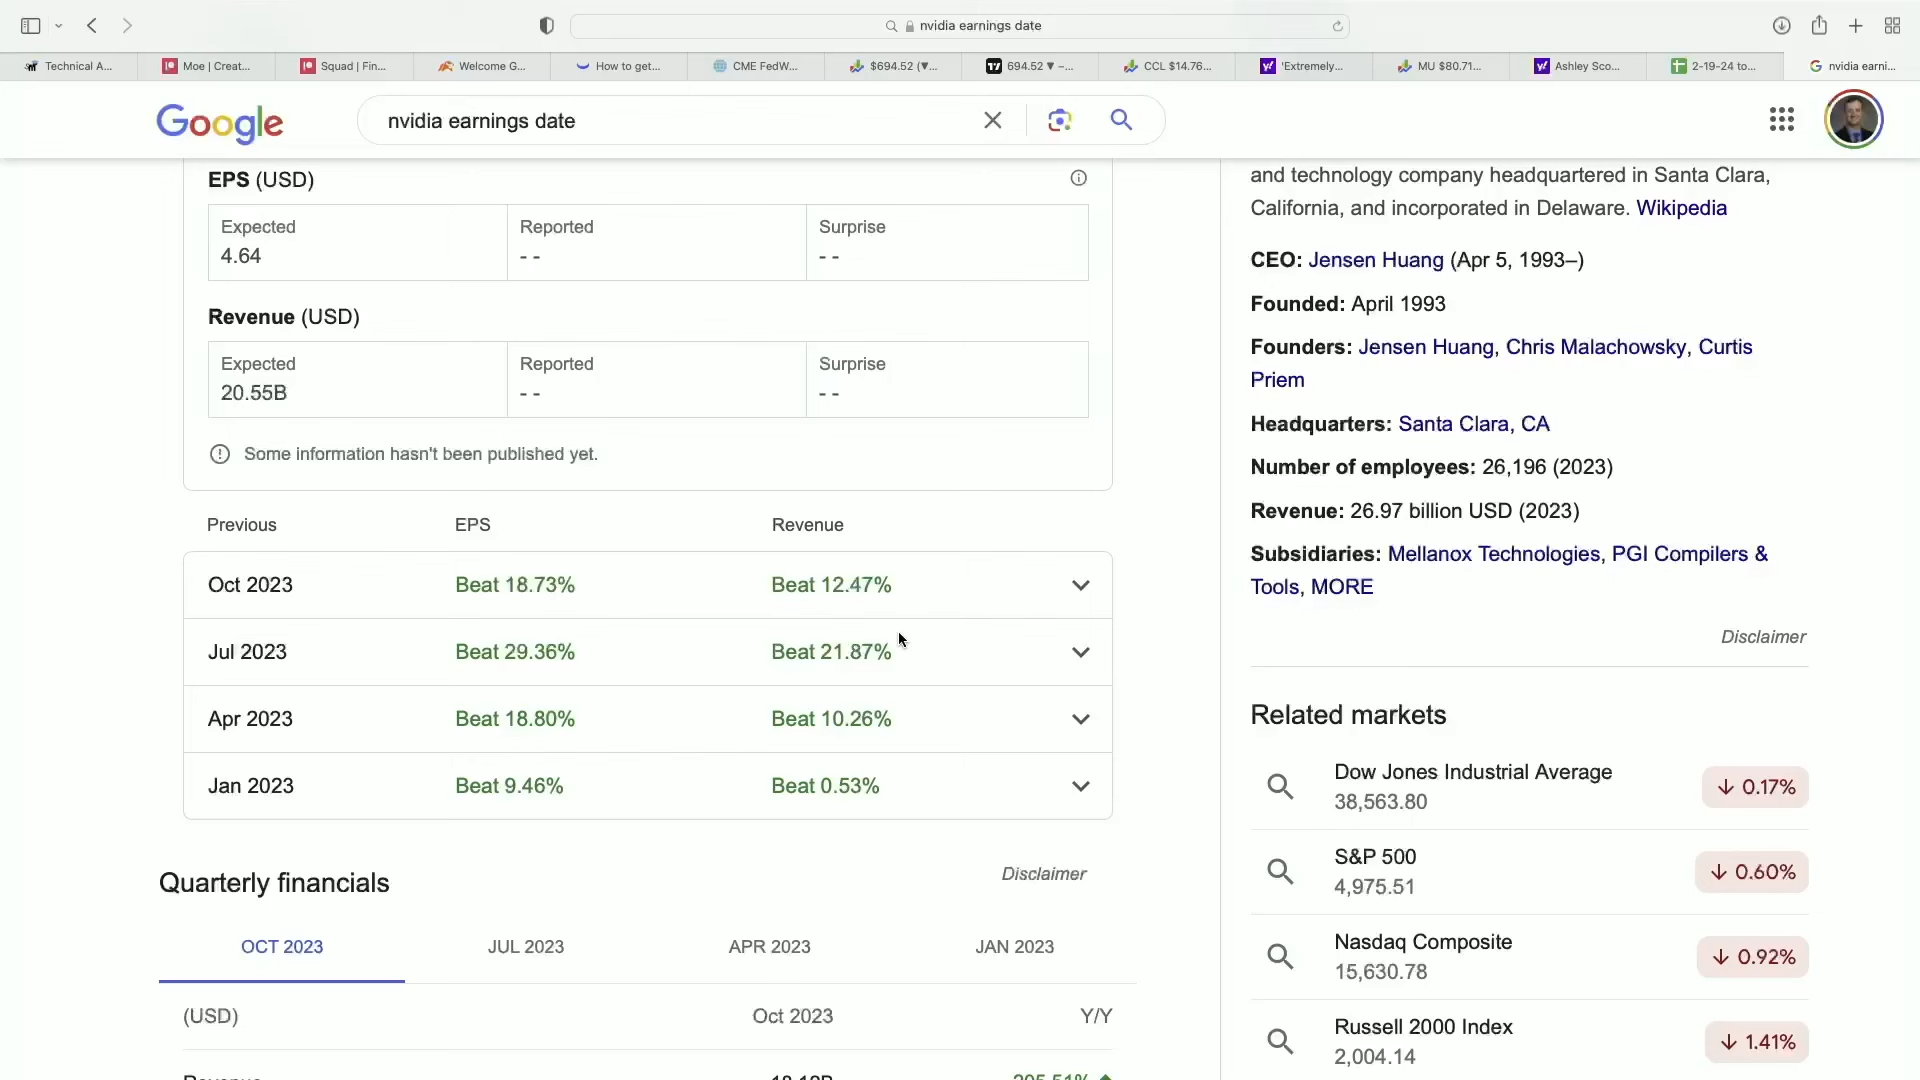 nvidia earnings date
Technical A...
Moe | Creat...
Squad | Fin...
Welcome G...
How to get...
CME FedW...
$694.52 (▼...
694.52 ▼ −...
CCL $14.76...
'Extremely...
MU $80.71...
Ashley Sco...
2-19-24 to...
nvidia earni...
Google
nvidia earnings date
EPS (USD)
Expected Reported Surprise
4.64 - - - -
Revenue (USD)
Expected Reported Surprise
20.55B - - - -
Some information hasn't been published yet.
Previous EPS Revenue
Oct 2023 Beat 18.73% Beat 12.47%
Jul 2023 Beat 29.36% Beat 21.87%
Apr 2023 Beat 18.80% Beat 10.26%
Jan 2023 Beat 9.46% Beat 0.53%
Disclaimer
Quarterly financials
OCT 2023 JUL 2023 APR 2023 JAN 2023
(USD) Oct 2023 Y/Y
and technology company headquartered in Santa Clara,
California, and incorporated in Delaware. Wikipedia
CEO: Jensen Huang (Apr 5, 1993–)
Founded: April 1993
Founders: Jensen Huang, Chris Malachowsky, Curtis
Priem
Headquarters: Santa Clara, CA
Number of employees: 26,196 (2023)
Revenue: 26.97 billion USD (2023)
Subsidiaries: Mellanox Technologies, PGI Compilers &
Tools, MORE
Disclaimer
Related markets
Dow Jones Industrial Average
38,563.80
↓ 0.17%
S&P 500
4,975.51
↓ 0.60%
Nasdaq Composite
15,630.78
↓ 0.92%
Russell 2000 Index
2,004.14
↓ 1.41%